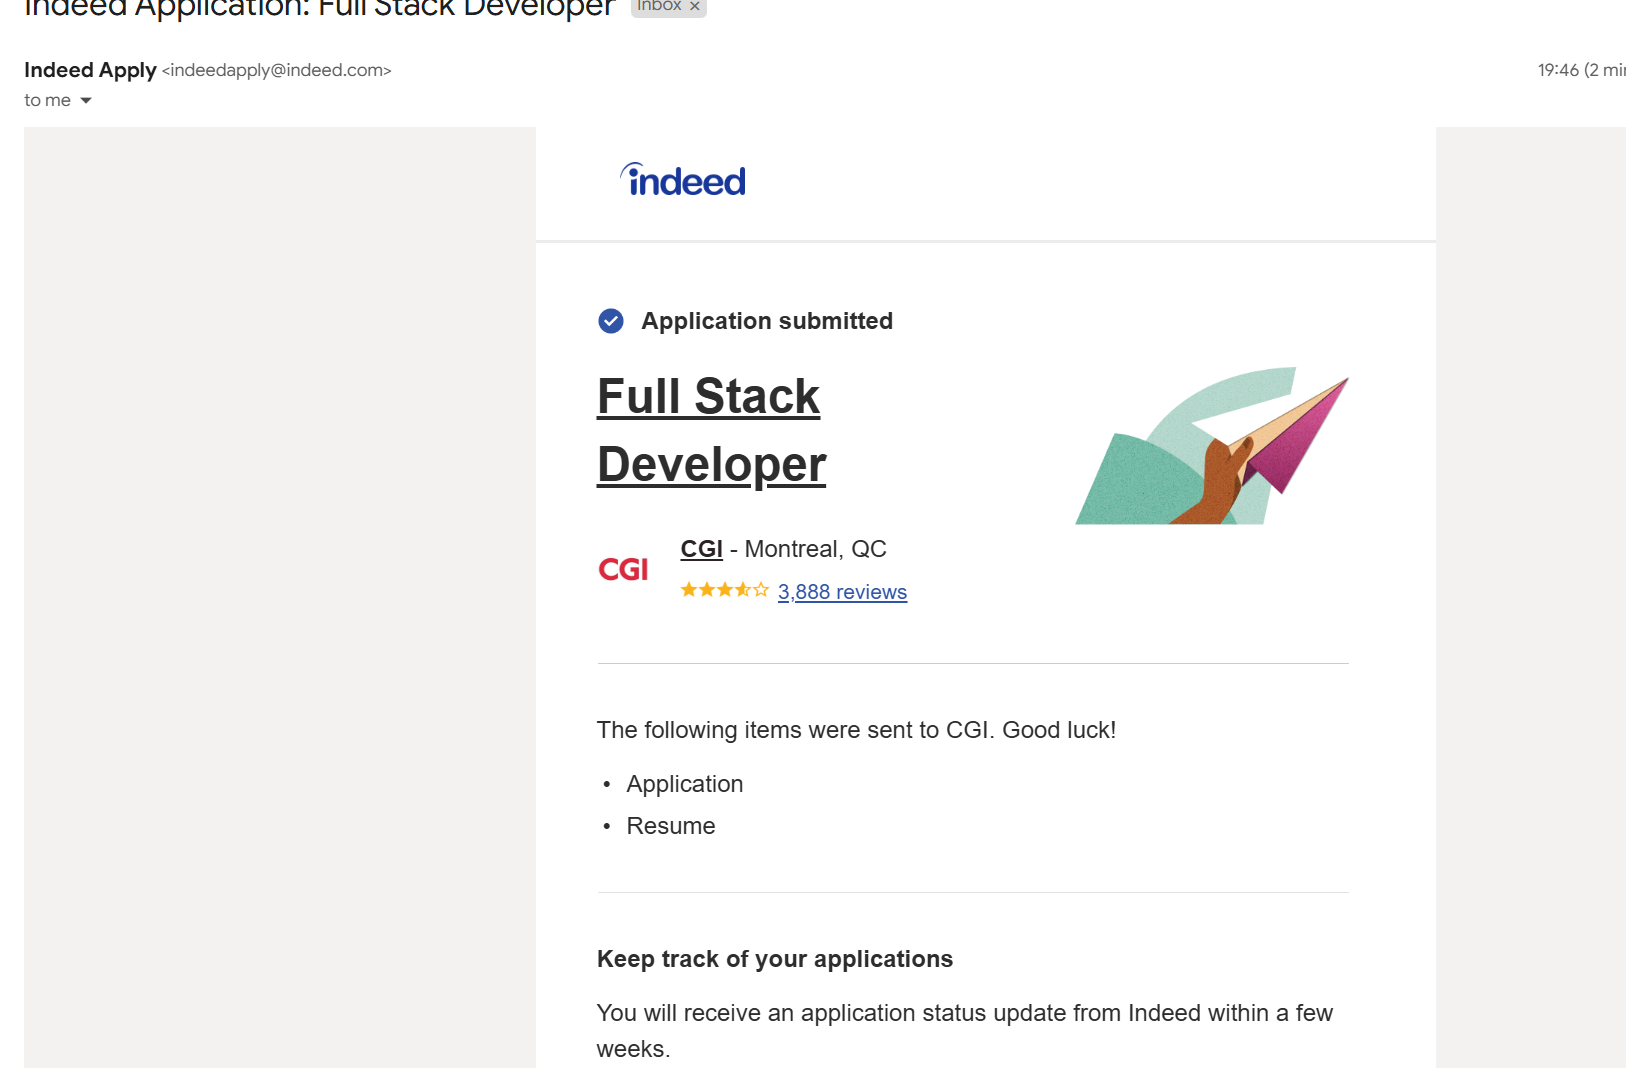 Indeed Application: Full Stack Developer Inbox ×
Indeed Apply <indeedapply@indeed.com> 19:46 (2 min
to me
indeed
Application submitted
Full Stack
Developer
CGI CGI - Montreal, QC
3,888 reviews
The following items were sent to CGI. Good luck!
• Application
• Resume
Keep track of your applications
You will receive an application status update from Indeed within a few
weeks.